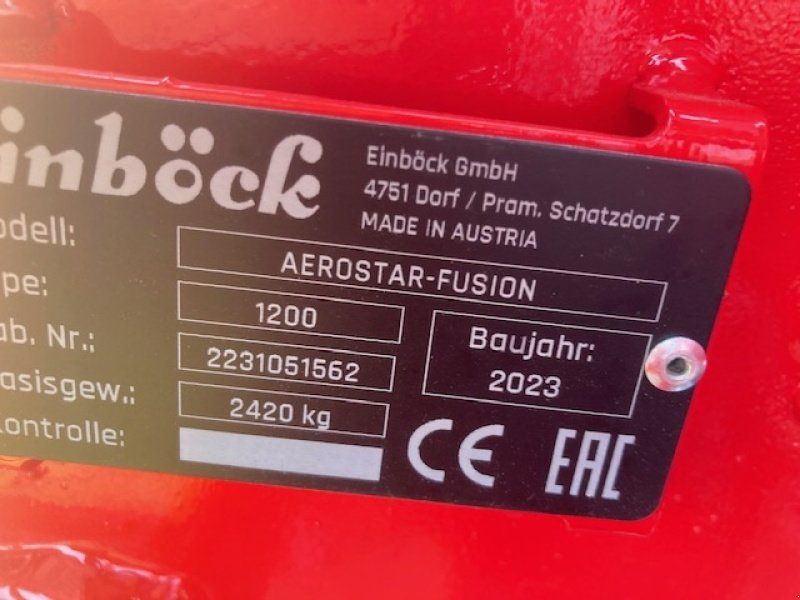 inböck
Einböck GmbH
4751 Dorf / Pram, Schatzdorf 7
MADE IN AUSTRIA
odell:
AEROSTAR-FUSION
pe:
1200
ab. Nr.:
2231051562
Baujahr:
2023
asisgew.:
2420 kg
ontrolle:
CE
EAC